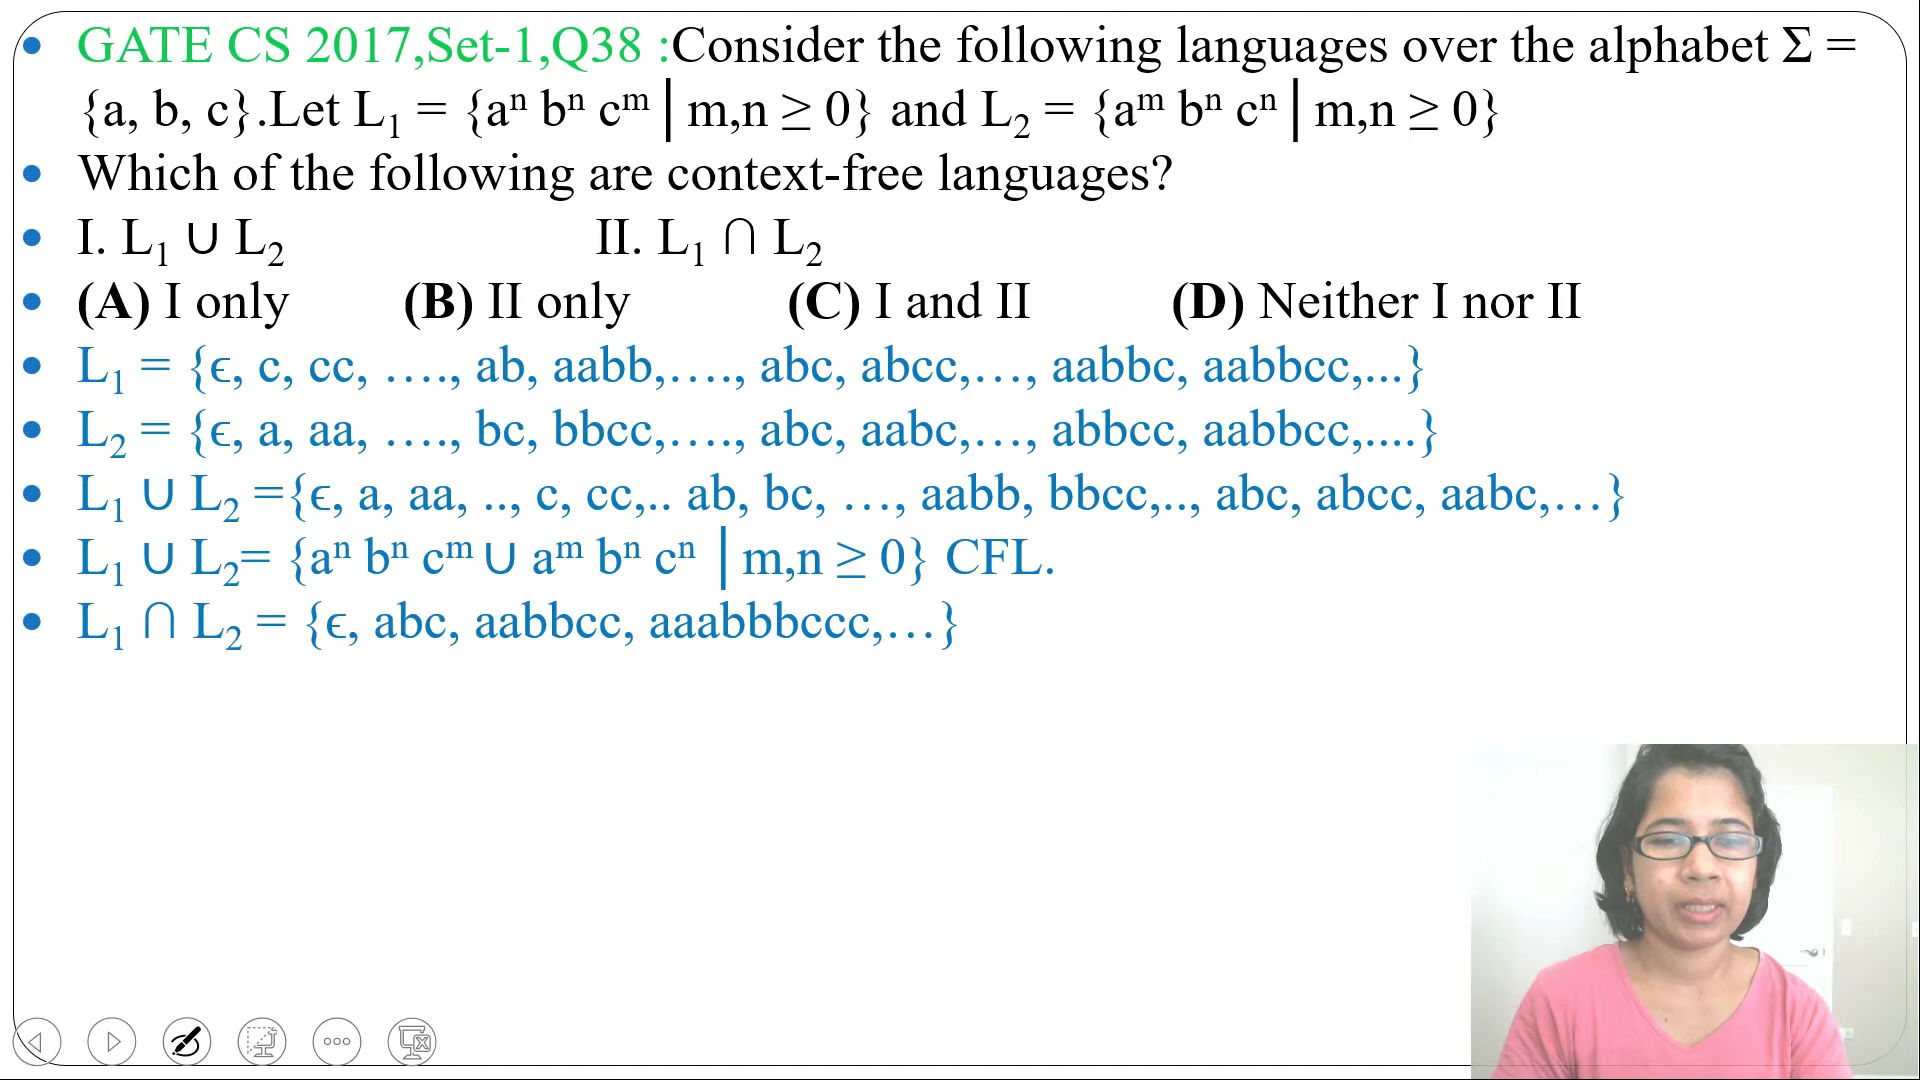 GATE CS 2017,Set-1,Q38 :Consider the following languages over the alphabet Σ =
{a, b, c}.Let L₁ = {aⁿ bⁿ cᵐ | m,n ≥ 0} and L₂ = {aᵐ bⁿ cⁿ | m,n ≥ 0}
Which of the following are context-free languages?
I. L₁ ∪ L₂ II. L₁ ∩ L₂
(A) I only (B) II only (C) I and II (D) Neither I nor II
L₁ = {ϵ, c, cc, …., ab, aabb,…., abc, abcc,…, aabbc, aabbcc,...}
L₂ = {ϵ, a, aa, …., bc, bbcc,…., abc, aabc,…, abbcc, aabbcc,....}
L₁ ∪ L₂ ={ϵ, a, aa, .., c, cc,.. ab, bc, …, aabb, bbcc,.., abc, abcc, aabc,…}
L₁ ∪ L₂= {aⁿ bⁿ cᵐ ∪ aᵐ bⁿ cⁿ | m,n ≥ 0} CFL.
L₁ ∩ L₂ = {ϵ, abc, aabbcc, aaabbbccc,…}